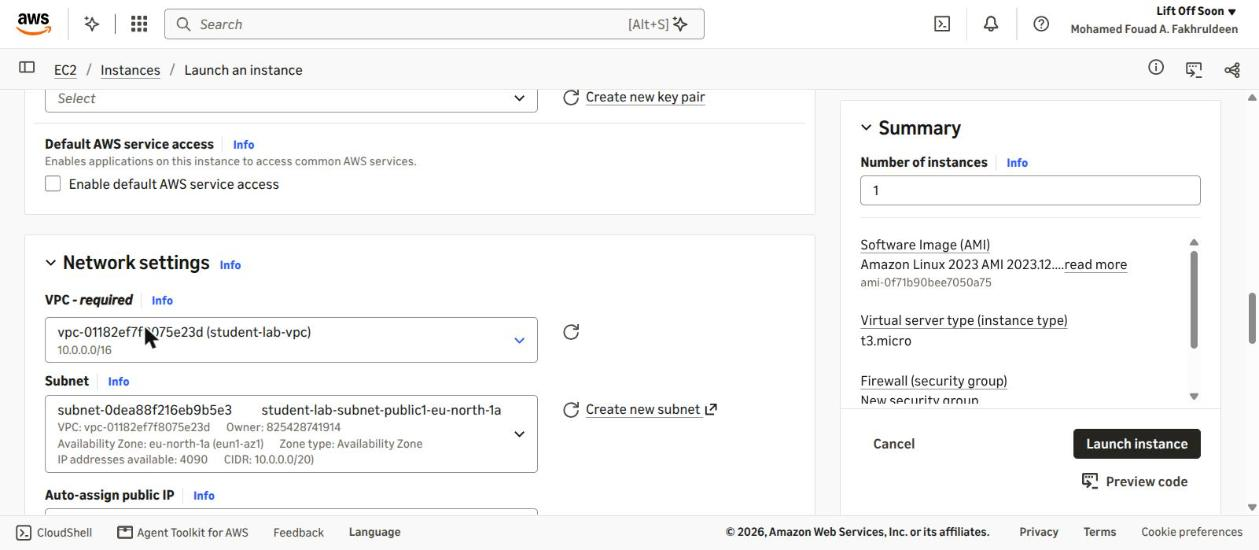 aws
Search
[Alt+S]
Lift Off Soon ▼
Mohamed Fouad A. Fakhruldeen
EC2 / Instances / Launch an instance
Select
Create new key pair
Default AWS service access Info
Enables applications on this instance to access common AWS services.
Enable default AWS service access
Network settings Info
VPC - required Info
vpc-01182ef7f8075e23d (student-lab-vpc)
10.0.0.0/16
Subnet Info
subnet-0dea88f216eb9b5e3 student-lab-subnet-public1-eu-north-1a
VPC: vpc-01182ef7f8075e23d Owner: 825428741914
Availability Zone: eu-north-1a (eun1-az1) Zone type: Availability Zone
IP addresses available: 4090 CIDR: 10.0.0.0/20)
Create new subnet
Auto-assign public IP Info
Summary
Number of instances Info
1
Software Image (AMI)
Amazon Linux 2023 AMI 2023.12....read more
ami-0f71b90bee7050a75
Virtual server type (instance type)
t3.micro
Firewall (security group)
New security group
Cancel
Launch instance
Preview code
CloudShell Agent Toolkit for AWS Feedback Language
© 2026, Amazon Web Services, Inc. or its affiliates. Privacy Terms Cookie preferences